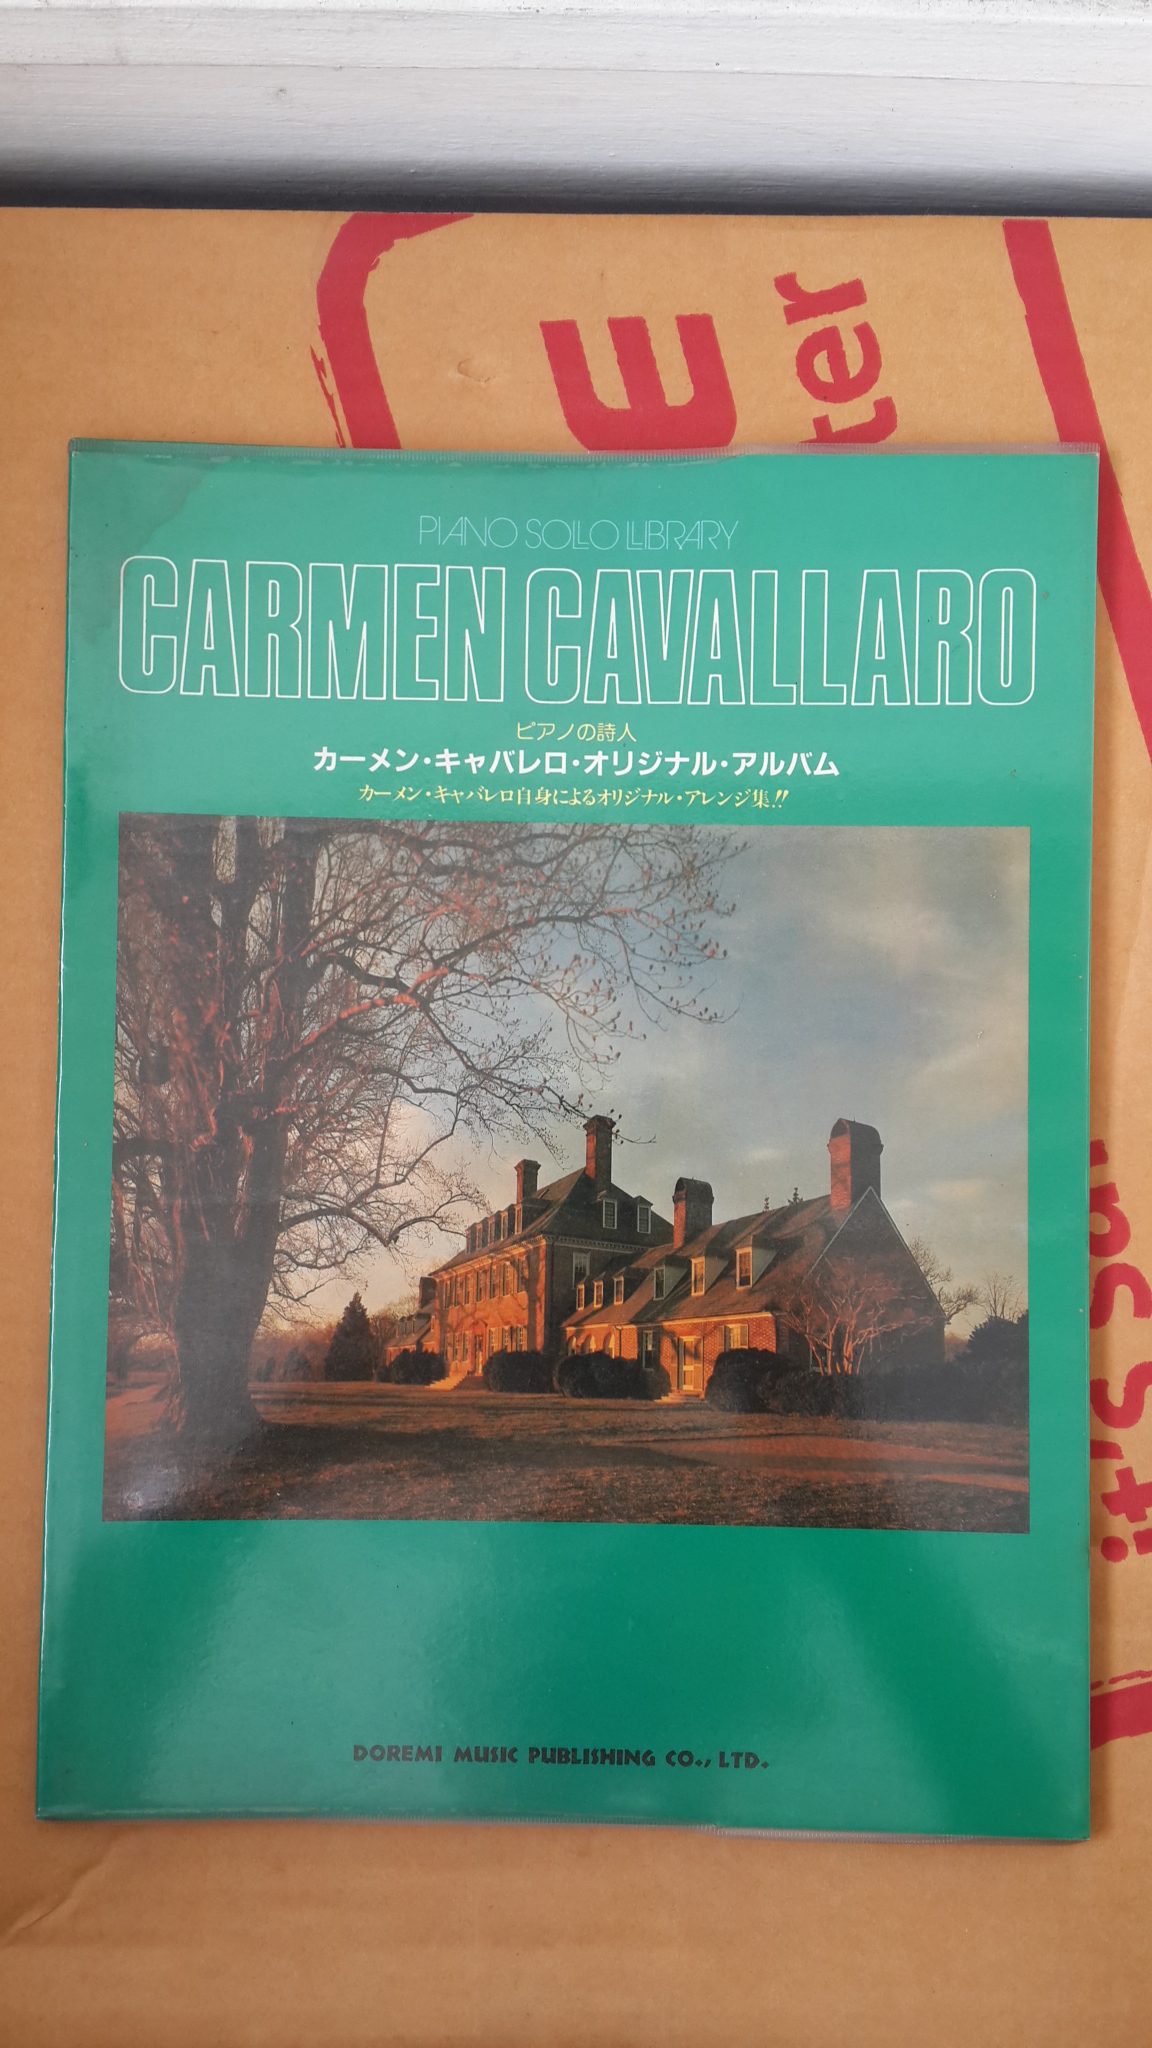 E
ter
PIANO SOLO LIBRARY
CARMEN CAVALLARO
ピアノの詩人
カーメン・キャバレロ・オリジナル・アルバム
カーメン・キャバレロ自身によるオリジナル・アレンジ集!!
DOREMI MUSIC PUBLISHING CO., LTD.
it's